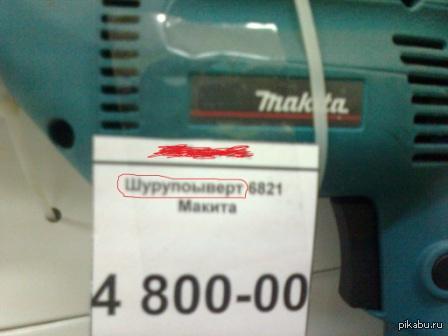 makita
Шурупоыверт 6821
Макита
4 800-00
pikabu.ru